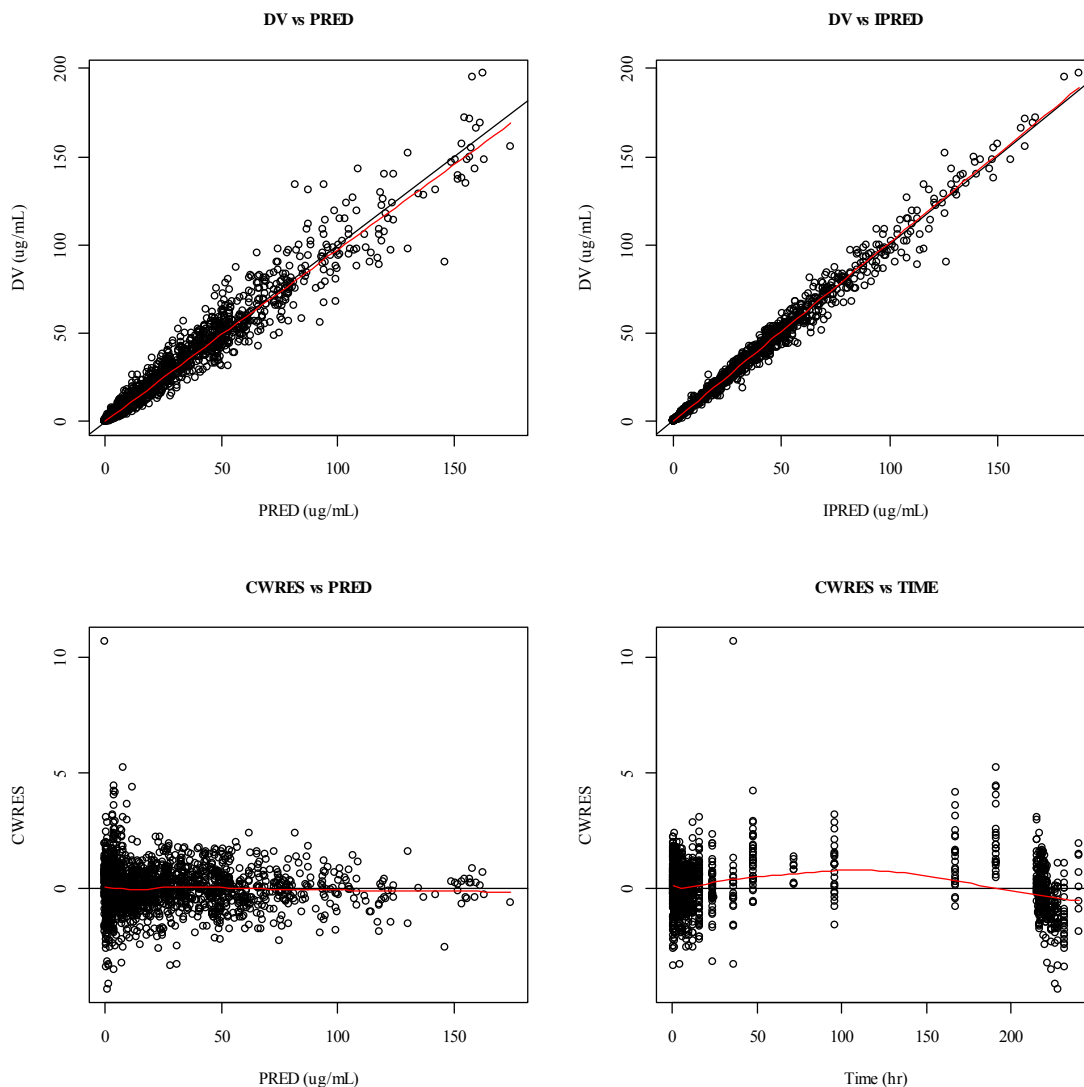 DV vs PRED
200
150
100
50
0
DV (ug/mL)
0 50 100 150
PRED (ug/mL)
DV vs IPRED
200
150
100
50
0
DV (ug/mL)
0 50 100 150
IPRED (ug/mL)
CWRES vs PRED
10
5
0
CWRES
0 50 100 150
PRED (ug/mL)
CWRES vs TIME
10
5
0
CWRES
0 50 100 150 200
Time (hr)